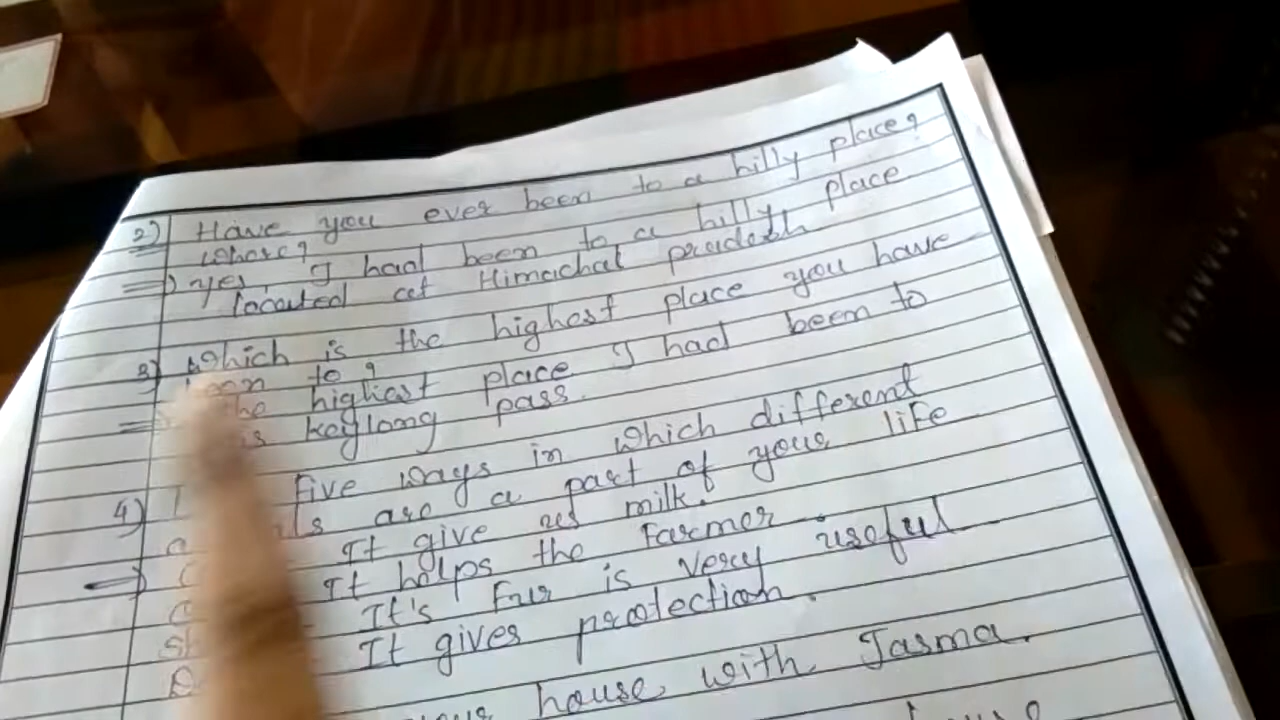 2) Have you ever been to a hilly place?
where?
=> yes, I had been to a hilly place
located at Himachal pradesh
3) which is the highest place you have
been to?
the highest place I had been to
is keylong pass.
4) Five ways in which different
are a part of your life
It give us milk.
=> It helps the Farmer
It's Fur is very useful
It gives protection.
house with Tasma.